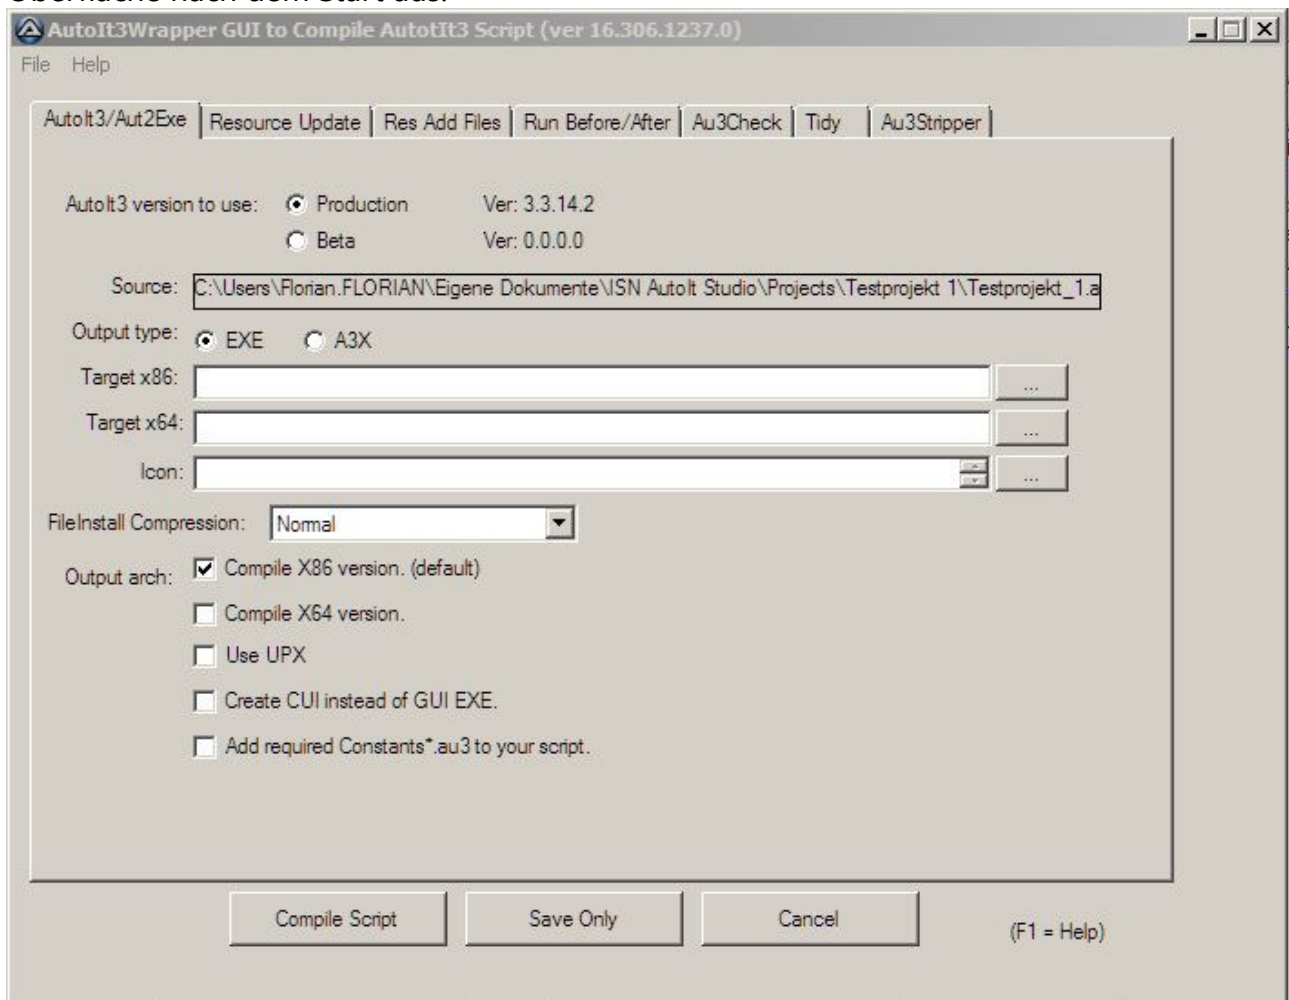 Oberfläche nach dem Start aus:
AutoIt3Wrapper GUI to Compile AutotIt3 Script (ver 16.306.1237.0)
File Help
AutoIt3/Aut2Exe Resource Update Res Add Files Run Before/After Au3Check Tidy Au3Stripper
AutoIt3 version to use: Production Ver: 3.3.14.2
Beta Ver: 0.0.0.0
Source: C:\Users\Florian.FLORIAN\Eigene Dokumente\ISN AutoIt Studio\Projects\Testprojekt 1\Testprojekt_1.a
Output type: EXE A3X
Target x86: ...
Target x64: ...
Icon: ...
FileInstall Compression: Normal
Output arch: Compile X86 version. (default)
Compile X64 version.
Use UPX
Create CUI instead of GUI EXE.
Add required Constants*.au3 to your script.
Compile Script Save Only Cancel (F1 = Help)